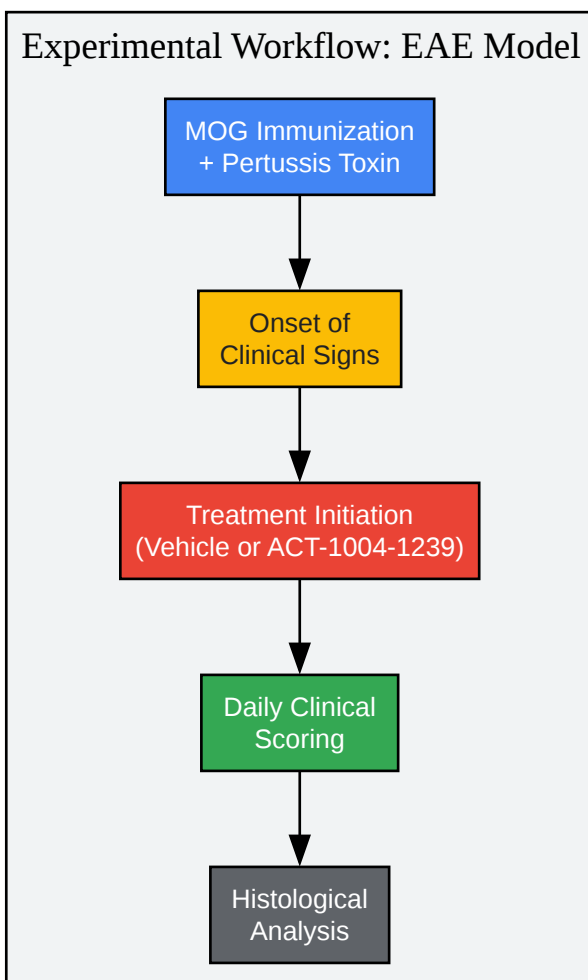 Experimental Workflow: EAE Model
MOG Immunization
+ Pertussis Toxin
Onset of
Clinical Signs
Treatment Initiation
(Vehicle or ACT-1004-1239)
Daily Clinical
Scoring
Histological
Analysis